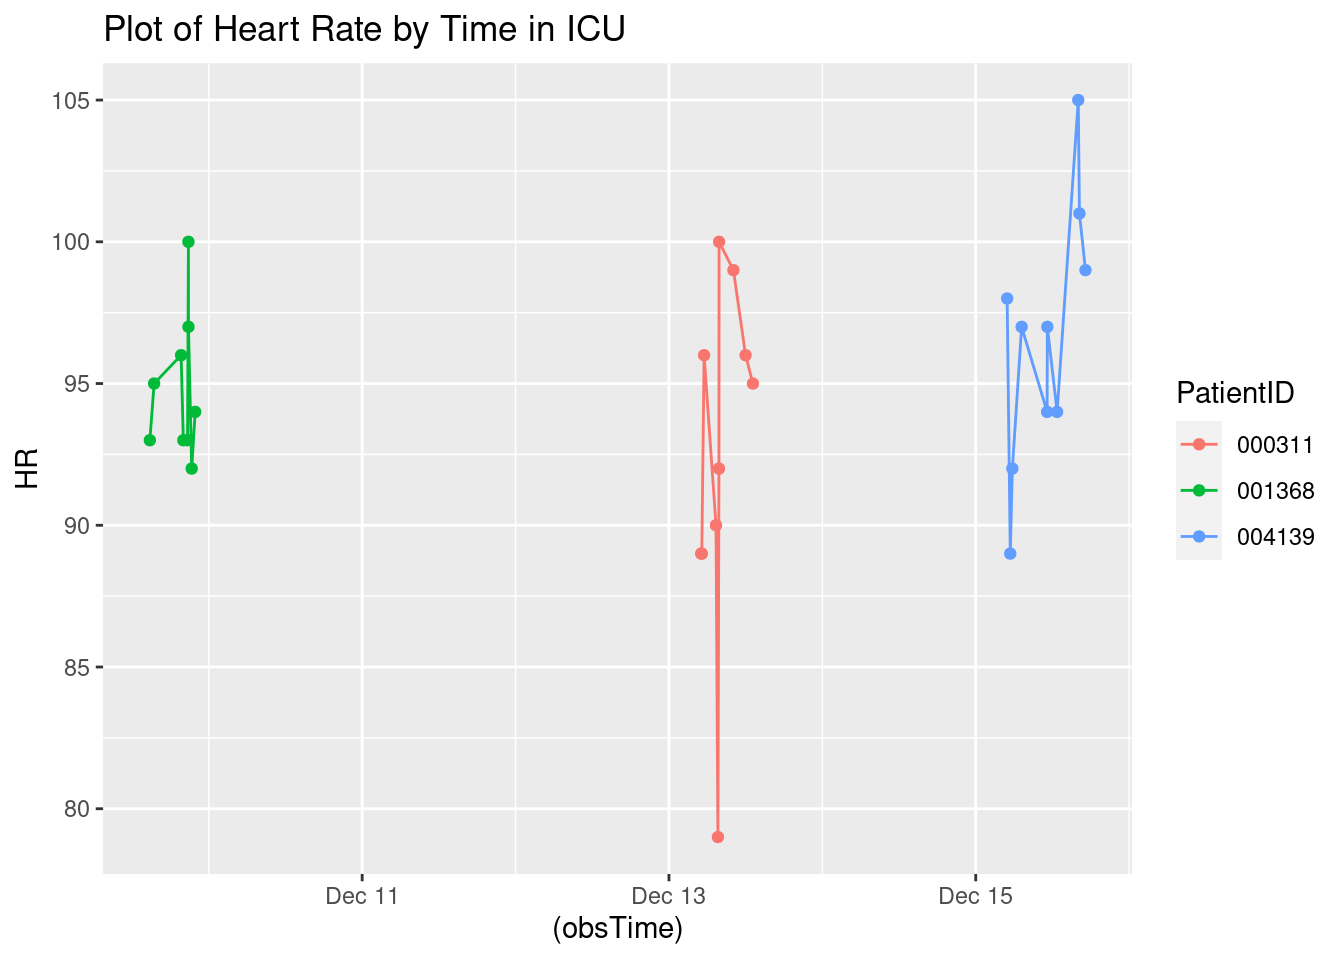 Plot of Heart Rate by Time in ICU
105
100
95
90
85
80
HR
Dec 11
Dec 13
Dec 15
(obsTime)
PatientID
000311
001368
004139